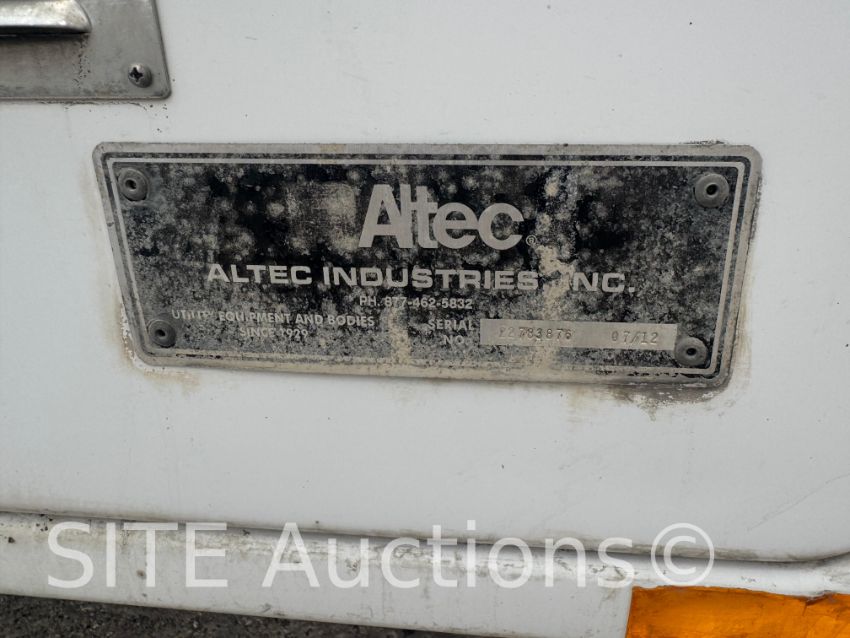 Altec®
ALTEC INDUSTRIES, INC.
PH. 877-462-5832
UTILITY EQUIPMENT AND BODIES
SINCE 1929
SERIAL NO.
07/12
SITE Auctions©